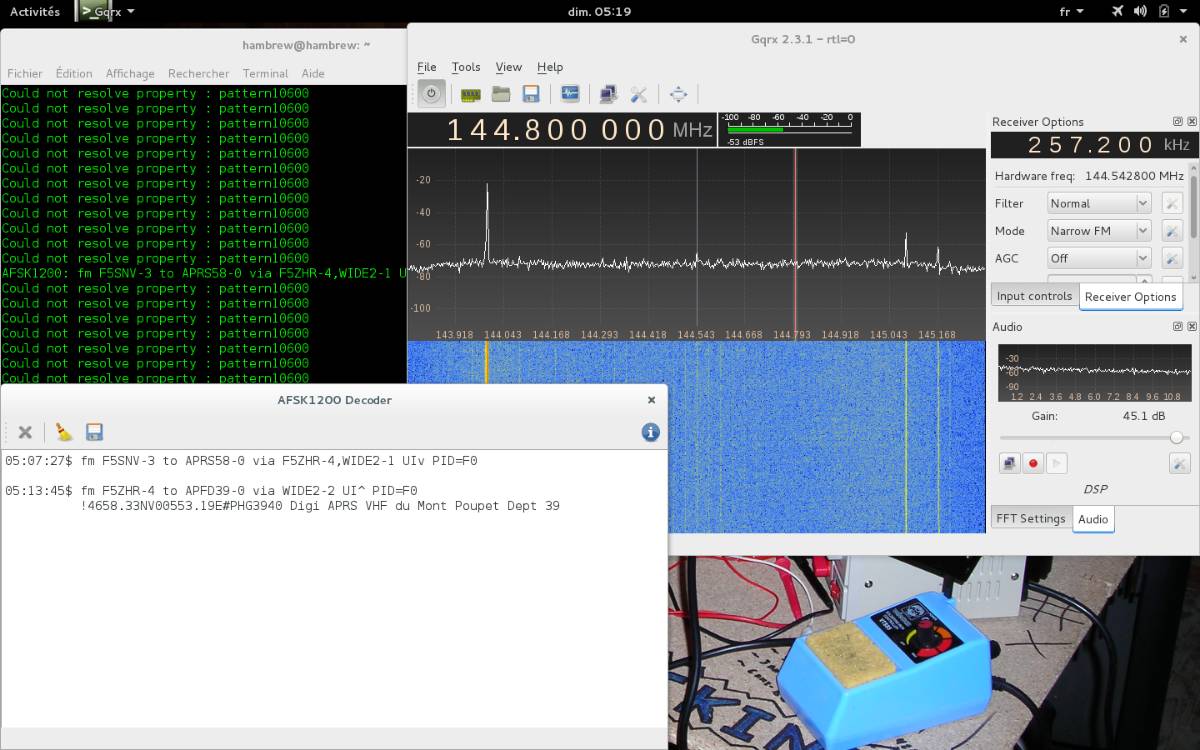 Activités
Gqrx
dim. 05:19
fr
hambrew@hambrew: ~
Fichier Édition Affichage Rechercher Terminal Aide
Could not resolve property : pattern10600
Could not resolve property : pattern10600
Could not resolve property : pattern10600
Could not resolve property : pattern10600
Could not resolve property : pattern10600
Could not resolve property : pattern10600
Could not resolve property : pattern10600
Could not resolve property : pattern10600
Could not resolve property : pattern10600
Could not resolve property : pattern10600
Could not resolve property : pattern10600
Could not resolve property : pattern10600
AFSK1200: fm F5SNV-3 to APRS58-0 via F5ZHR-4,WIDE2-1 U
Could not resolve property : pattern10600
Could not resolve property : pattern10600
Could not resolve property : pattern10600
Could not resolve property : pattern10600
Could not resolve property : pattern10600
Could not resolve property : pattern10600
Could not resolve property : pattern10600
Gqrx 2.3.1 - rtl=0
File Tools View Help
144.800 000 MHz
-100 -80 -60 -40 -20 0
-53 dBFS
-20
-40
-60
-80
-100
143.918 144.043 144.168 144.293 144.418 144.543 144.668 144.793 144.918 145.043 145.168
Receiver Options
257.200 kHz
Hardware freq: 144.542800 MHz
Filter Normal
Mode Narrow FM
AGC Off
Input controls Receiver Options
Audio
-30
-60
-90
1.2 2.4 3.6 4.8 6.0 7.2 8.4 9.6 10.8
Gain: 45.1 dB
DSP
FFT Settings Audio
AFSK1200 Decoder
05:07:27$ fm F5SNV-3 to APRS58-0 via F5ZHR-4,WIDE2-1 UIv PID=F0
05:13:45$ fm F5ZHR-4 to APFD39-0 via WIDE2-2 UI^ PID=F0
!4658.33NV00553.19E#PHG3940 Digi APRS VHF du Mont Poupet Dept 39